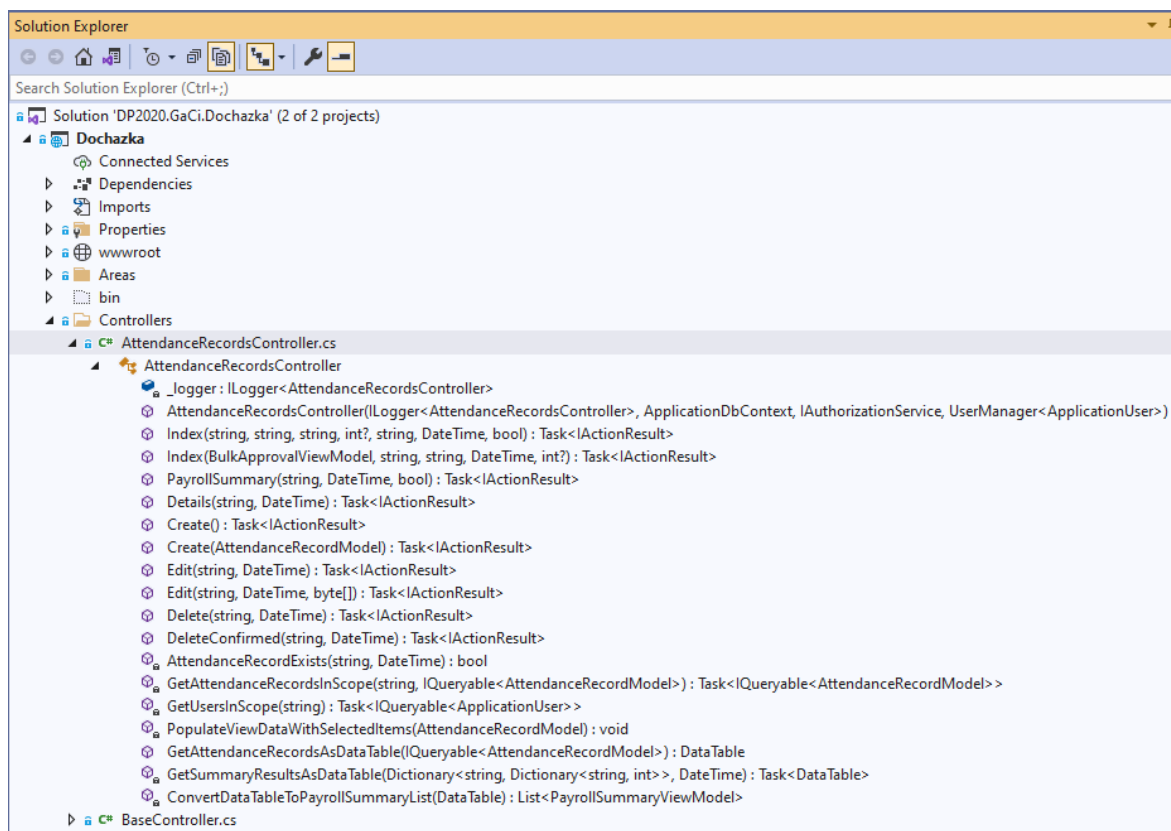 Solution Explorer
Search Solution Explorer (Ctrl+;)
Solution 'DP2020.GaCi.Dochazka' (2 of 2 projects)
Dochazka
Connected Services
Dependencies
Imports
Properties
wwwroot
Areas
bin
Controllers
C# AttendanceRecordsController.cs
AttendanceRecordsController
_logger : ILogger<AttendanceRecordsController>
AttendanceRecordsController(ILogger<AttendanceRecordsController>, ApplicationDbContext, IAuthorizationService, UserManager<ApplicationUser>)
Index(string, string, string, int?, string, DateTime, bool) : Task<IActionResult>
Index(BulkApprovalViewModel, string, string, DateTime, int?) : Task<IActionResult>
PayrollSummary(string, DateTime, bool) : Task<IActionResult>
Details(string, DateTime) : Task<IActionResult>
Create() : Task<IActionResult>
Create(AttendanceRecordModel) : Task<IActionResult>
Edit(string, DateTime) : Task<IActionResult>
Edit(string, DateTime, byte[]) : Task<IActionResult>
Delete(string, DateTime) : Task<IActionResult>
DeleteConfirmed(string, DateTime) : Task<IActionResult>
AttendanceRecordExists(string, DateTime) : bool
GetAttendanceRecordsInScope(string, IQueryable<AttendanceRecordModel>) : Task<IQueryable<AttendanceRecordModel>>
GetUsersInScope(string) : Task<IQueryable<ApplicationUser>>
PopulateViewDataWithSelectedItems(AttendanceRecordModel) : void
GetAttendanceRecordsAsDataTable(IQueryable<AttendanceRecordModel>) : DataTable
GetSummaryResultsAsDataTable(Dictionary<string, Dictionary<string, int>>, DateTime) : Task<DataTable>
ConvertDataTableToPayrollSummaryList(DataTable) : List<PayrollSummaryViewModel>
C# BaseController.cs